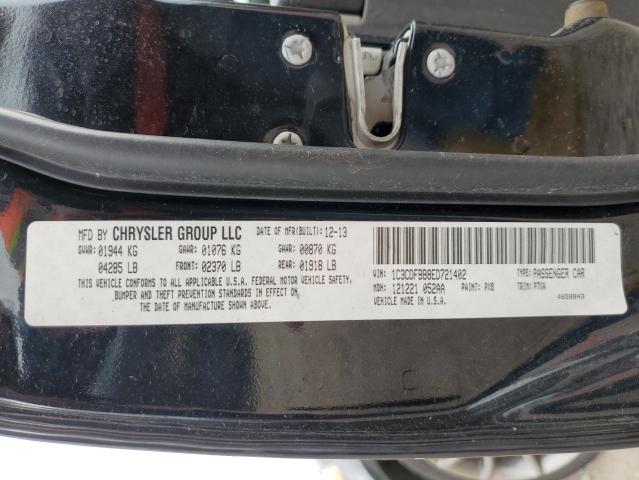 MFD BY CHRYSLER GROUP LLC DATE OF MFR(BUILT): 12-13
GVWR: 01944 KG GAWR: 01076 KG GAWR: 00870 KG
04285 LB FRONT: 02370 LB REAR: 01918 LB
THIS VEHICLE CONFORMS TO ALL APPLICABLE U.S.A. FEDERAL MOTOR VEHICLE SAFETY,
BUMPER AND THEFT PREVENTION STANDARDS IN EFFECT ON
THE DATE OF MANUFACTURE SHOWN ABOVE.
VIN: 1C3CDFBB8ED721402 TYPE: PASSENGER CAR
MDH: 121221 052AA PAINT: PXB TRIM: PTVA
MADE IN U.S.A. 4658843